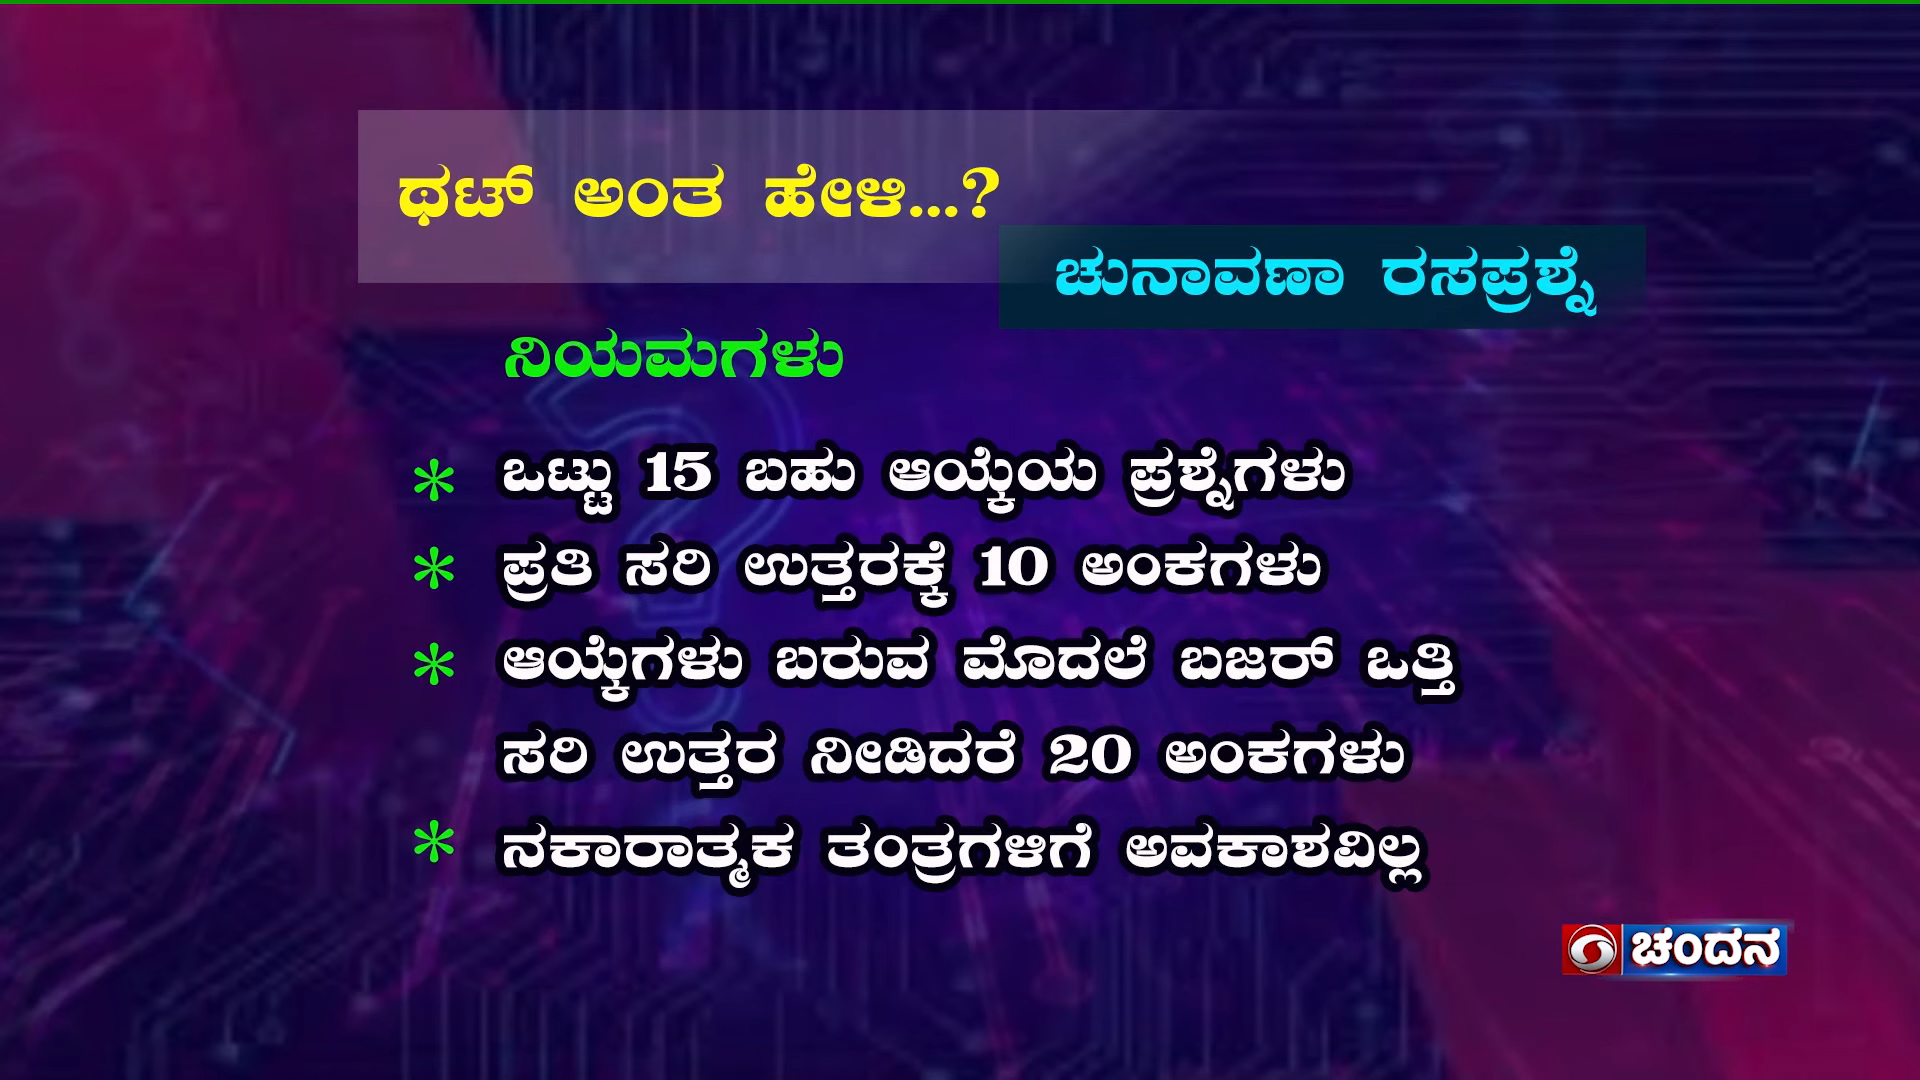 ಥಟ್ ಅಂತ ಹೇಳಿ...?
ಚುನಾವಣಾ ರಸಪ್ರಶ್ನೆ
ನಿಯಮಗಳು
* ಒಟ್ಟು 15 ಬಹು ಆಯ್ಕೆಯ ಪ್ರಶ್ನೆಗಳು
* ಪ್ರತಿ ಸರಿ ಉತ್ತರಕ್ಕೆ 10 ಅಂಕಗಳು
* ಆಯ್ಕೆಗಳು ಬರುವ ಮೊದಲೆ ಬಜರ್ ಒತ್ತಿ
ಸರಿ ಉತ್ತರ ನೀಡಿದರೆ 20 ಅಂಕಗಳು
* ನಕಾರಾತ್ಮಕ ತಂತ್ರಗಳಿಗೆ ಅವಕಾಶವಿಲ್ಲ
ಚಂದನ